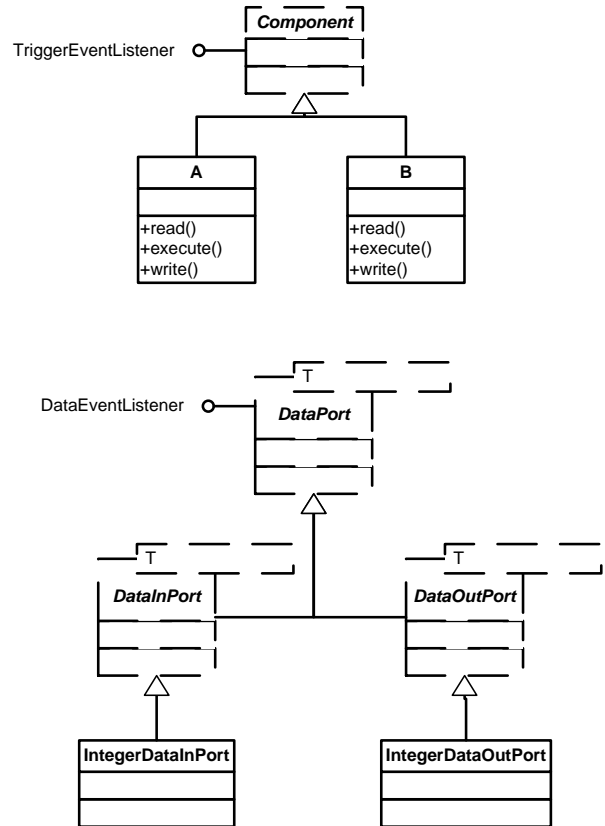 Component
TriggerEventListener
A
B
+read()
+execute()
+write()
+read()
+execute()
+write()
T
DataEventListener
DataPort
T
T
DataInPort
DataOutPort
IntegerDataInPort
IntegerDataOutPort